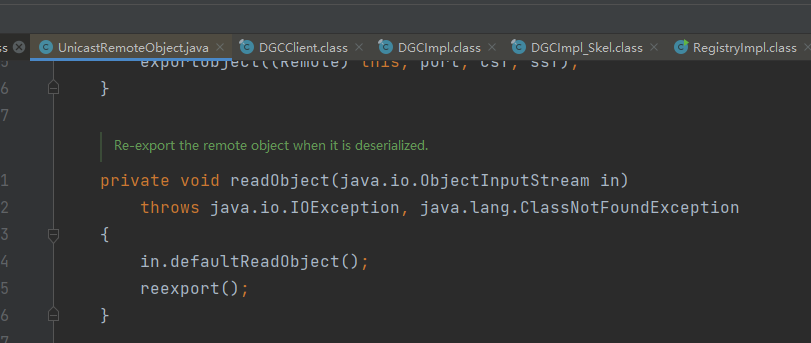 ss UnicastRemoteObject.java DGCClient.class DGCImpl.class DGCImpl_Skel.class RegistryImpl.class
5 exportObject((Remote) this, port, csf, ssf);
6 }
7
Re-export the remote object when it is deserialized.
1 private void readObject(java.io.ObjectInputStream in)
2 throws java.io.IOException, java.lang.ClassNotFoundException
3 {
4 in.defaultReadObject();
5 reexport();
6 }
7